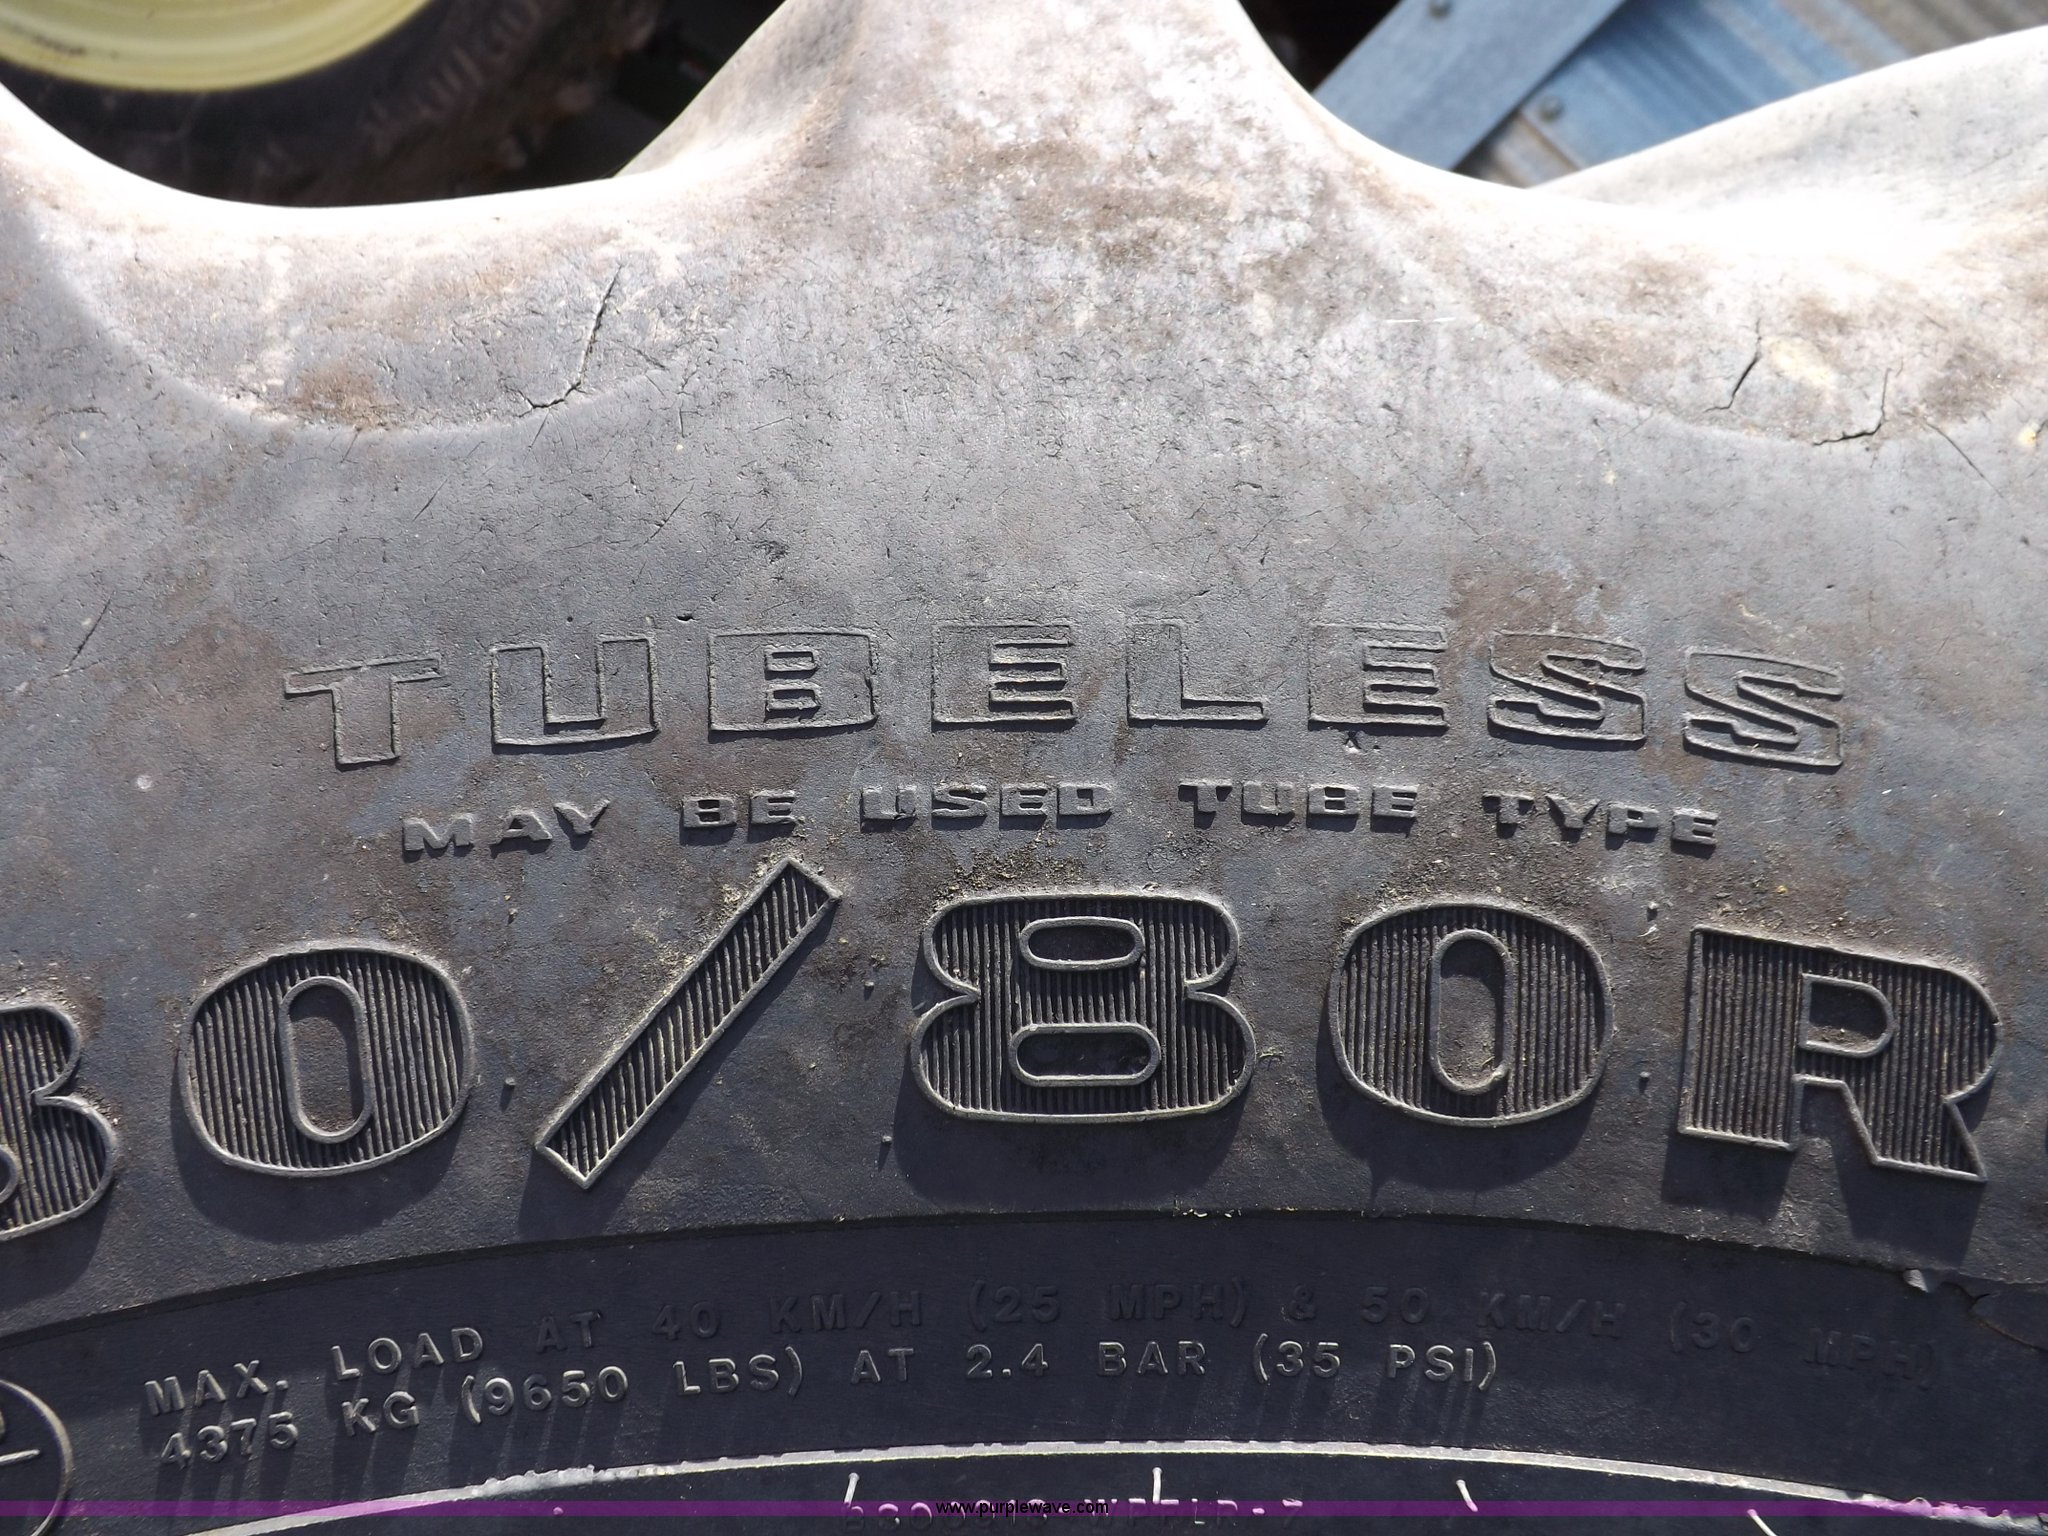 TUBELESS
MAY BE USED TUBE TYPE
80/80R
MAX. LOAD AT 40 KM/H (25 MPH) & 50 KM/H (30 MPH)
4375 KG (9650 LBS) AT 2.4 BAR (35 PSI)
www.purplewave.com